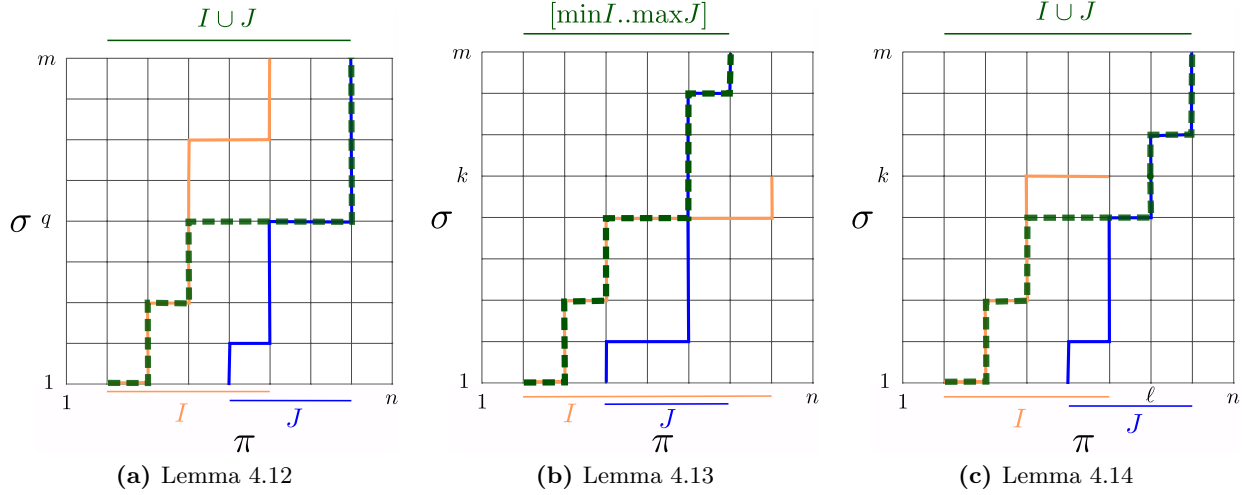 I ∪ J
m
σ q
1
1 n
I J
π
(a) Lemma 4.12
[minI..maxJ]
m
k
σ
1
1 n
I J
π
(b) Lemma 4.13
I ∪ J
m
k
σ
1
1 ℓ n
I J
π
(c) Lemma 4.14